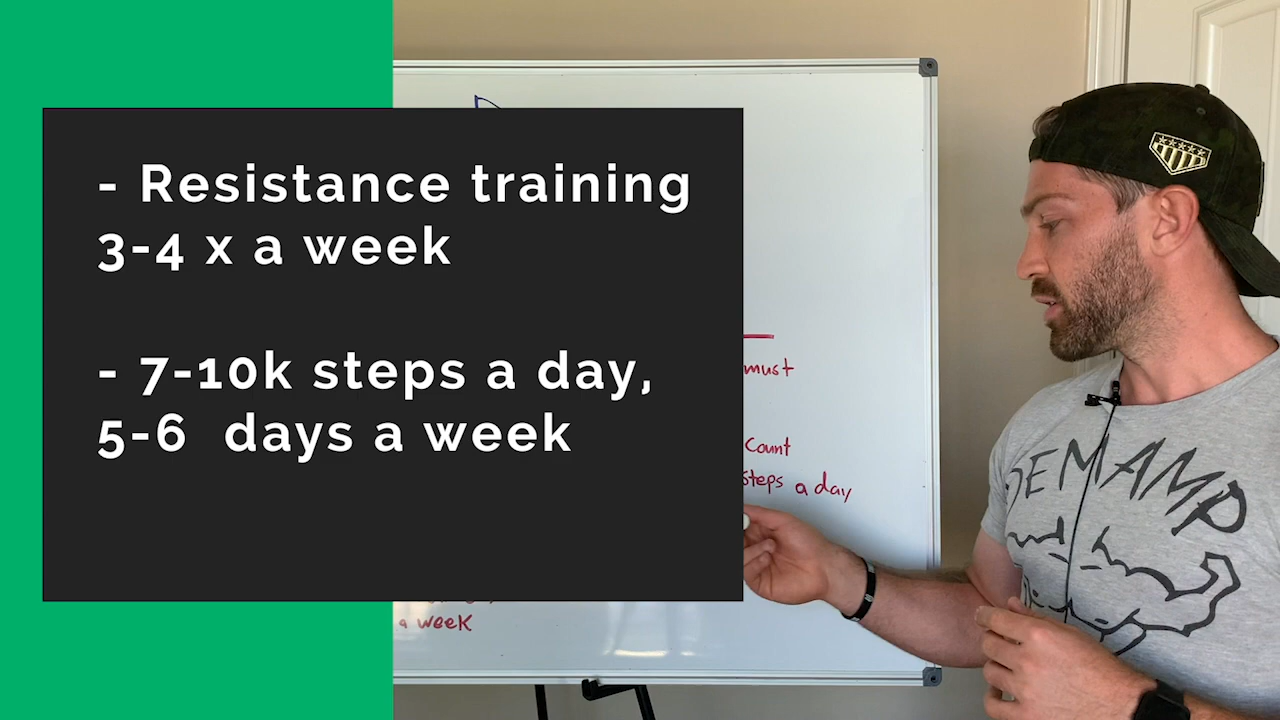 - Resistance training
3-4 x a week
- 7-10k steps a day,
5-6 days a week
must
Count
steps a day
a week
DEMAMP